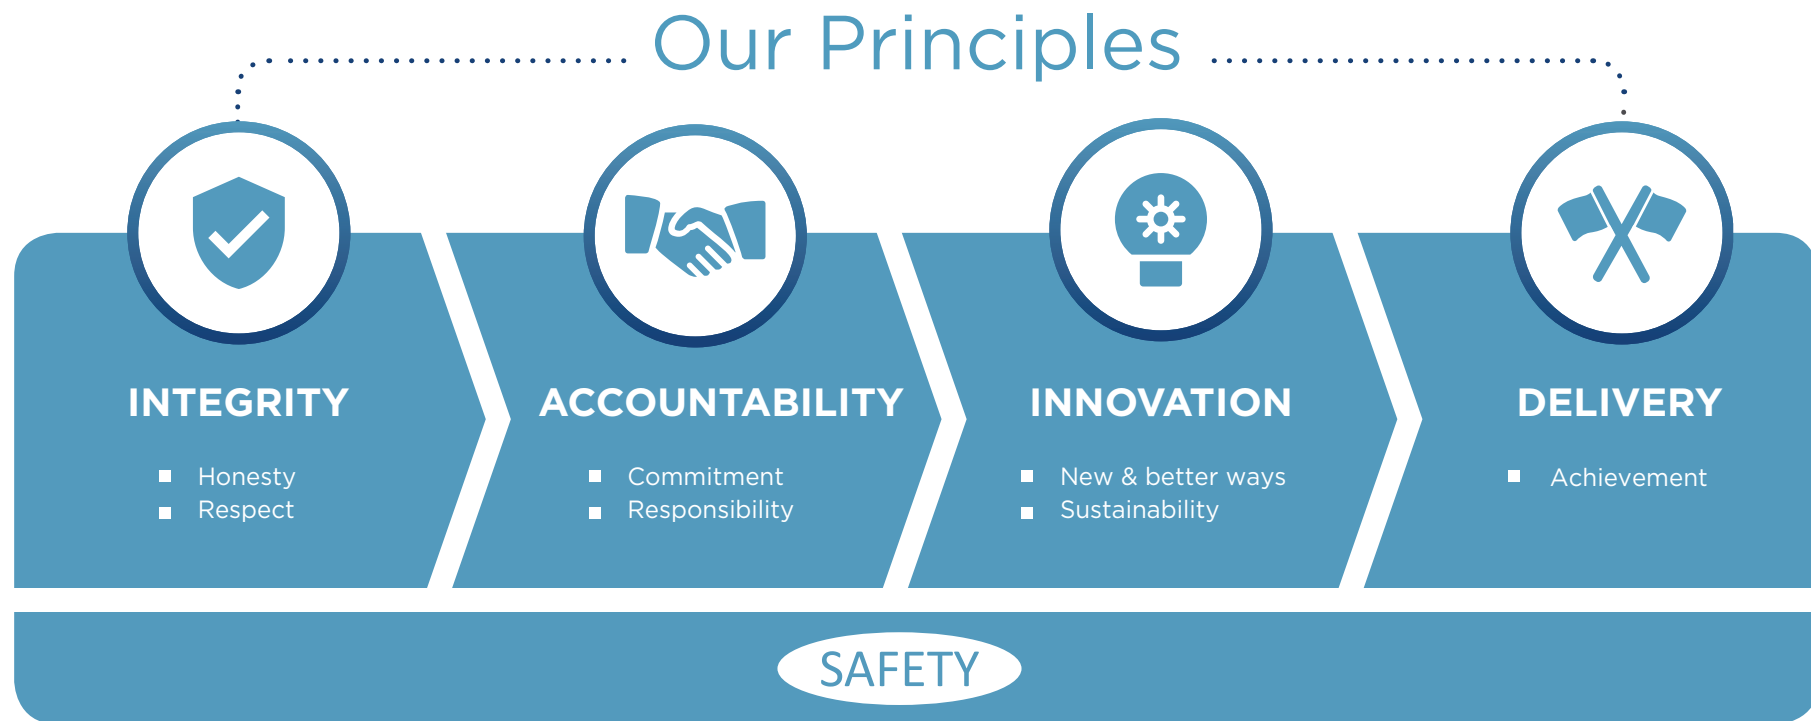 Our Principles
INTEGRITY
Honesty
Respect
ACCOUNTABILITY
Commitment
Responsibility
INNOVATION
New & better ways
Sustainability
DELIVERY
Achievement
SAFETY